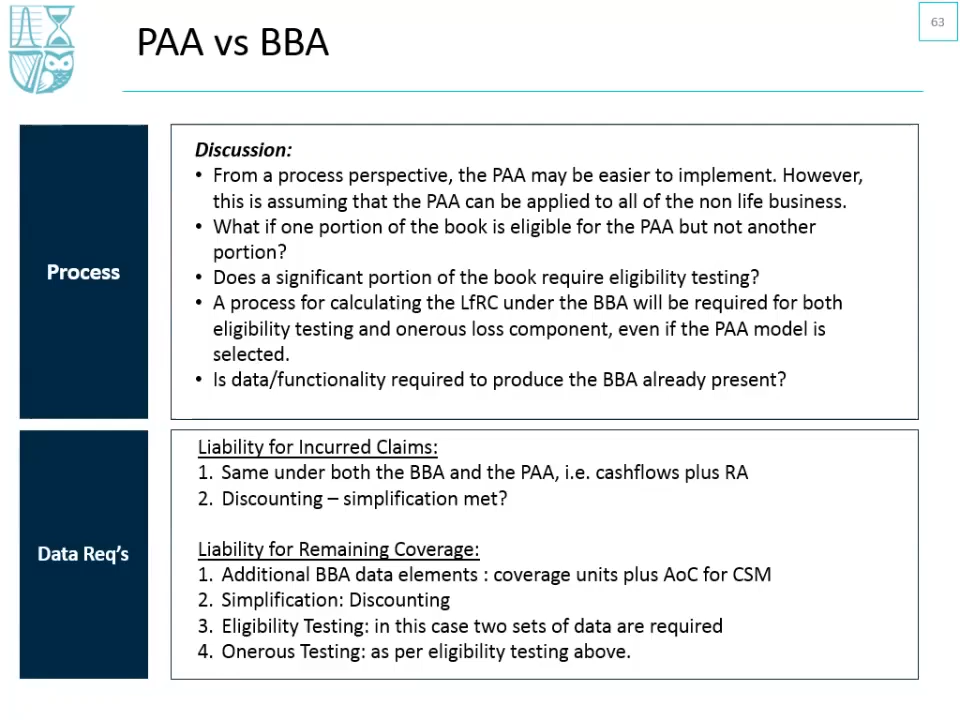 PAA vs BBA
63
Process
Discussion:
• From a process perspective, the PAA may be easier to implement. However,
this is assuming that the PAA can be applied to all of the non life business.
• What if one portion of the book is eligible for the PAA but not another
portion?
• Does a significant portion of the book require eligibility testing?
• A process for calculating the LfRC under the BBA will be required for both
eligibility testing and onerous loss component, even if the PAA model is
selected.
• Is data/functionality required to produce the BBA already present?
Data Req's
Liability for Incurred Claims:
1. Same under both the BBA and the PAA, i.e. cashflows plus RA
2. Discounting – simplification met?
Liability for Remaining Coverage:
1. Additional BBA data elements : coverage units plus AoC for CSM
2. Simplification: Discounting
3. Eligibility Testing: in this case two sets of data are required
4. Onerous Testing: as per eligibility testing above.